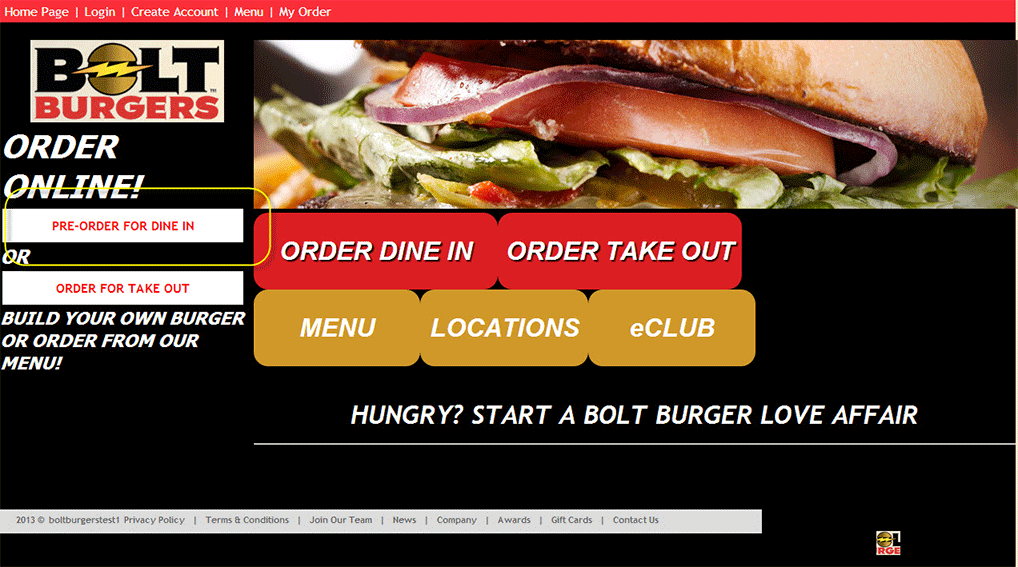 Home Page | Login | Create Account | Menu | My Order
BOLT™
BURGERS
ORDER
ONLINE!
PRE-ORDER FOR DINE IN
OR
ORDER FOR TAKE OUT
BUILD YOUR OWN BURGER
OR ORDER FROM OUR
MENU!
ORDER DINE IN
ORDER TAKE OUT
MENU
LOCATIONS
eCLUB
HUNGRY? START A BOLT BURGER LOVE AFFAIR
2013 © boltburgerstest1 Privacy Policy | Terms & Conditions | Join Our Team | News | Company | Awards | Gift Cards | Contact Us
OL
RGE